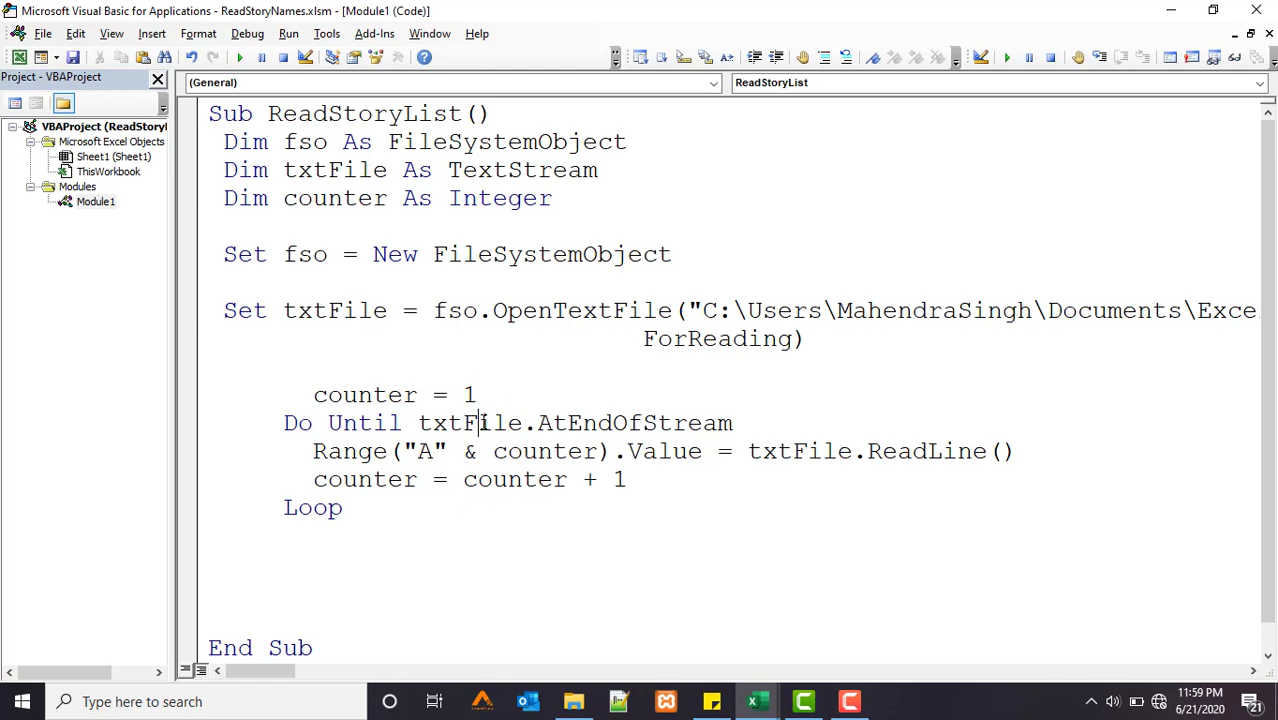 Microsoft Visual Basic for Applications - ReadStoryNames.xlsm - [Module1 (Code)]
File Edit View Insert Format Debug Run Tools Add-Ins Window Help
Project - VBAProject
(General)
ReadStoryList
VBAProject (ReadStoryl
Microsoft Excel Objects
Sheet1 (Sheet1)
ThisWorkbook
Modules
Module1
Sub ReadStoryList()
Dim fso As FileSystemObject
Dim txtFile As TextStream
Dim counter As Integer
Set fso = New FileSystemObject
Set txtFile = fso.OpenTextFile("C:\Users\MahendraSingh\Documents\Exce
ForReading)
counter = 1
Do Until txtFile.AtEndOfStream
Range("A" & counter).Value = txtFile.ReadLine()
counter = counter + 1
Loop
End Sub
Type here to search
11:59 PM
6/21/2020
21